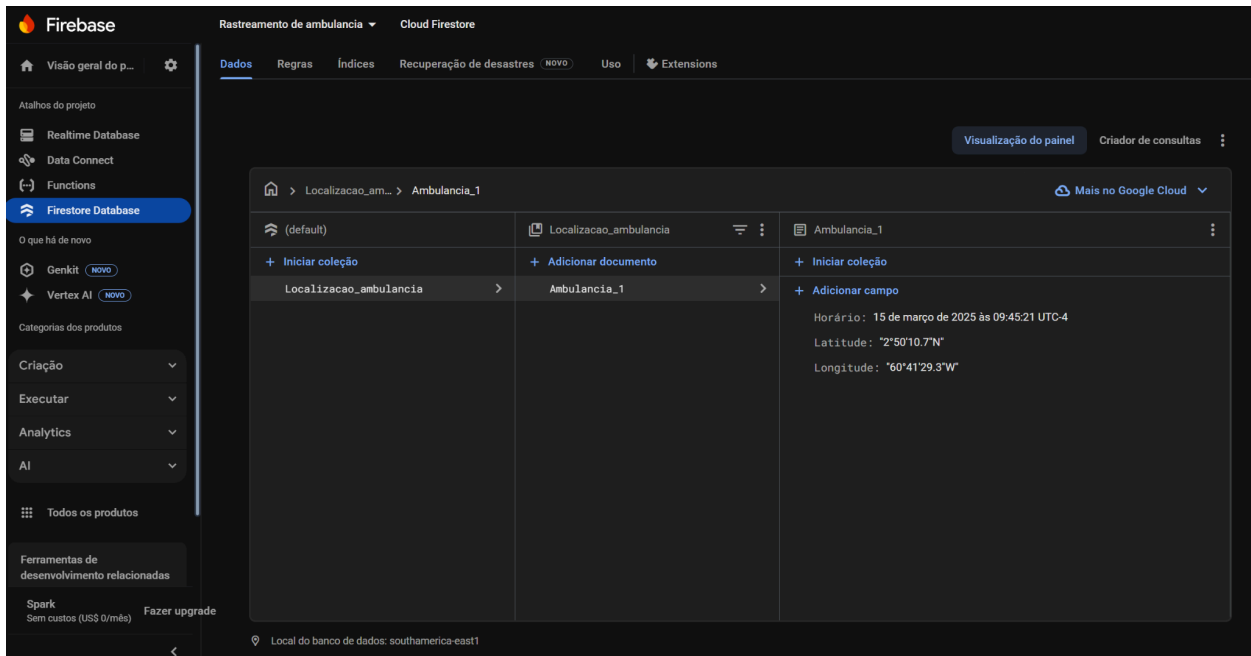 Firebase
Rastreamento de ambulancia
Cloud Firestore
Visão geral do p...
Dados
Regras
Índices
Recuperação de desastres
NOVO
Uso
Extensions
Atalhos do projeto
Realtime Database
Data Connect
Functions
Firestore Database
O que há de novo
Genkit NOVO
Vertex AI NOVO
Categorias dos produtos
Criação
Executar
Analytics
AI
Todos os produtos
Ferramentas de
desenvolvimento relacionadas
Spark
Sem custos (US$ 0/mês)
Fazer upgrade
Visualização do painel
Criador de consultas
> Localizacao_am... > Ambulancia_1
Mais no Google Cloud
(default)
+ Iniciar coleção
Localizacao_ambulancia
Localizacao_ambulancia
+ Adicionar documento
Ambulancia_1
Ambulancia_1
+ Iniciar coleção
+ Adicionar campo
Horário: 15 de março de 2025 às 09:45:21 UTC-4
Latitude: "2°50'10.7"N"
Longitude: "60°41'29.3"W"
Local do banco de dados: southamerica-east1